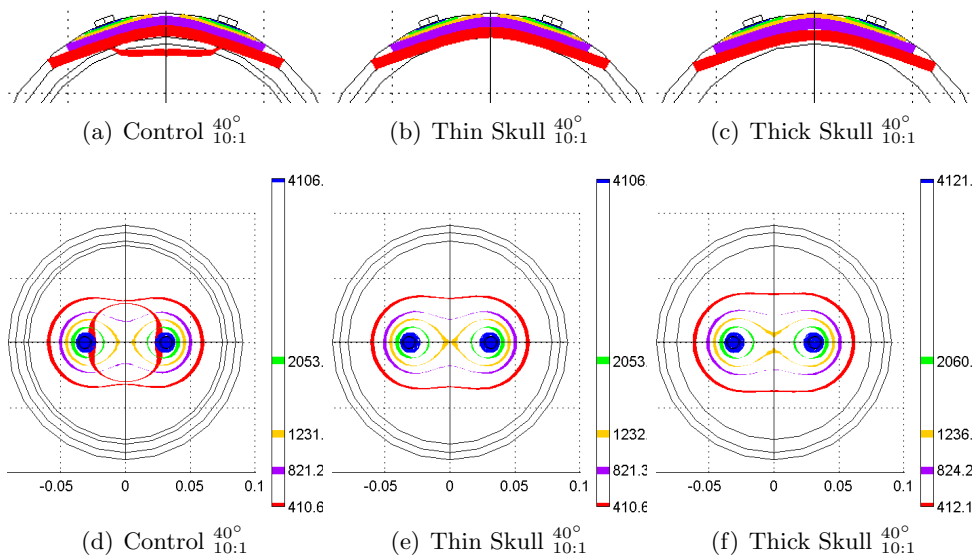 (a) Control 40° 10:1
(b) Thin Skull 40° 10:1
(c) Thick Skull 40° 10:1
4106.
2053.
1231.
821.2
410.6
-0.05 0 0.05 0.1
4106.
2053.
1232.
821.3
410.6
-0.05 0 0.05 0.1
4121.
2060.
1236.
824.2
412.1
-0.05 0 0.05 0.1
(d) Control 40° 10:1
(e) Thin Skull 40° 10:1
(f) Thick Skull 40° 10:1